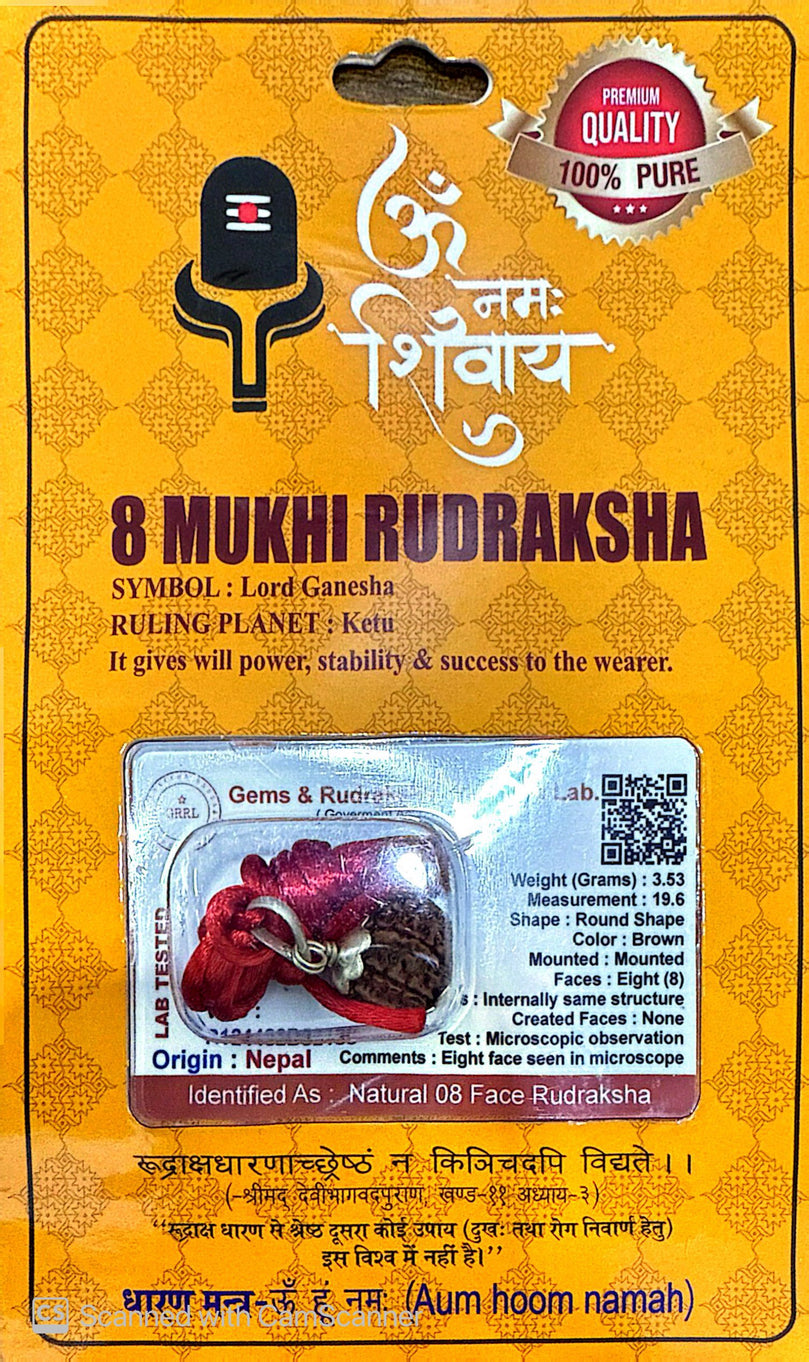 PREMIUM
QUALITY
100% PURE
ॐ
नमः
शिवाय
8 MUKHI RUDRAKSHA
SYMBOL : Lord Ganesha
RULING PLANET : Ketu
It gives will power, stability & success to the wearer.
GRRL
Gems &
Lab.
Weight (Grams) : 3.53
Measurement : 19.6
Shape : Round Shape
Color : Brown
Mounted : Mounted
Faces : Eight (8)
: Internally same structure
Created Faces : None
Test : Microscopic observation
Comments : Eight face seen in microscope
LAB TESTED
Origin : Nepal
Identified As : Natural 08 Face Rudraksha
रूद्राक्षधारणाच्छ्रेष्ठं न किञिचदपि विद्यते।।
(-श्रीमद् देवीभागवदपुराण, खण्ड-११ अध्याय-३)
‘‘रूद्राक्ष धारण से श्रेष्ठ दूसरा कोई उपाय (दुखः तथा रोग निवार्ण हेतु)
इस विश्व में नहीं है।’’
धारण मन्त्र-ऊँ हं नमः (Aum hoom namah)
CS Scanned with CamScanner